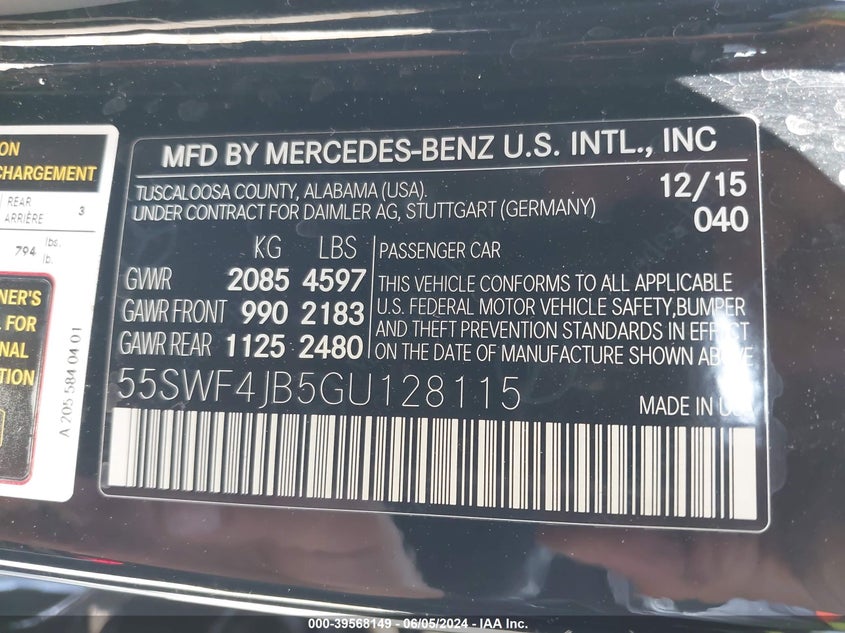 ON
CHARGEMENT
REAR
ARRIÈRE 3
794 lbs. lb.
NER'S
L FOR
NAL
TION
A 205 584 04 01
MFD BY MERCEDES-BENZ U.S. INTL., INC
TUSCALOOSA COUNTY, ALABAMA (USA). 12/15
UNDER CONTRACT FOR DAIMLER AG, STUTTGART (GERMANY) 040
KG LBS PASSENGER CAR
GVWR 2085 4597
GAWR FRONT 990 2183
GAWR REAR 1125 2480
THIS VEHICLE CONFORMS TO ALL APPLICABLE
U.S. FEDERAL MOTOR VEHICLE SAFETY,BUMPER
AND THEFT PREVENTION STANDARDS IN EFFECT
ON THE DATE OF MANUFACTURE SHOWN ABOVE
55SWF4JB5GU128115
MADE IN USA
000-39568149 - 06/05/2024 - IAA Inc.